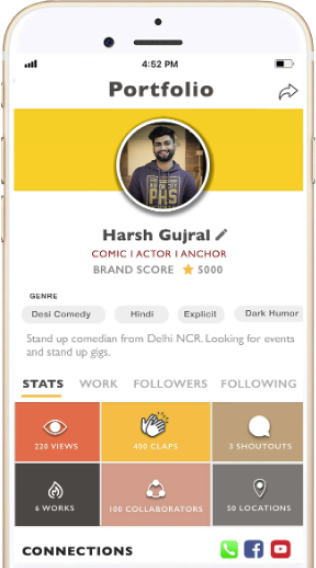 4:52 PM
Portfolio
PHS
Harsh Gujral
COMIC I ACTOR I ANCHOR
BRAND SCORE 5000
GENRE
Desi Comedy Hindi Explicit Dark Humor
Stand up comedian from Delhi NCR. Looking for events
and stand up gigs.
STATS WORK FOLLOWERS FOLLOWING
220 VIEWS 400 CLAPS 3 SHOUTOUTS
6 WORKS 100 COLLABORATORS 50 LOCATIONS
CONNECTIONS